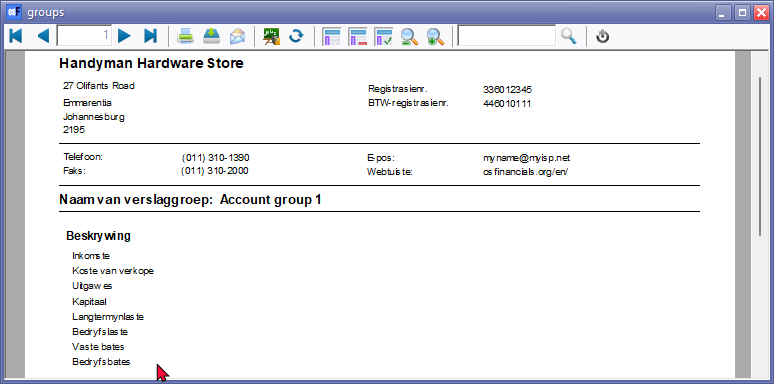 groups
1
Handyman Hardware Store
27 Olifants Road
Emmarentia
Johannesburg
2195
Registrasienr. 336012345
BTW-registrasienr. 446010111
Telefoon: (011) 310-1390 E-pos: myname@myisp.net
Faks: (011) 310-2000 Webtuiste: osfinancials.org/en/
Naam van verslaggroep: Account group 1
Beskrywing
Inkomste
Koste van verkope
Uitgawes
Kapitaal
Langtermynlaste
Bedryfslaste
Vaste bates
Bedryfsbates